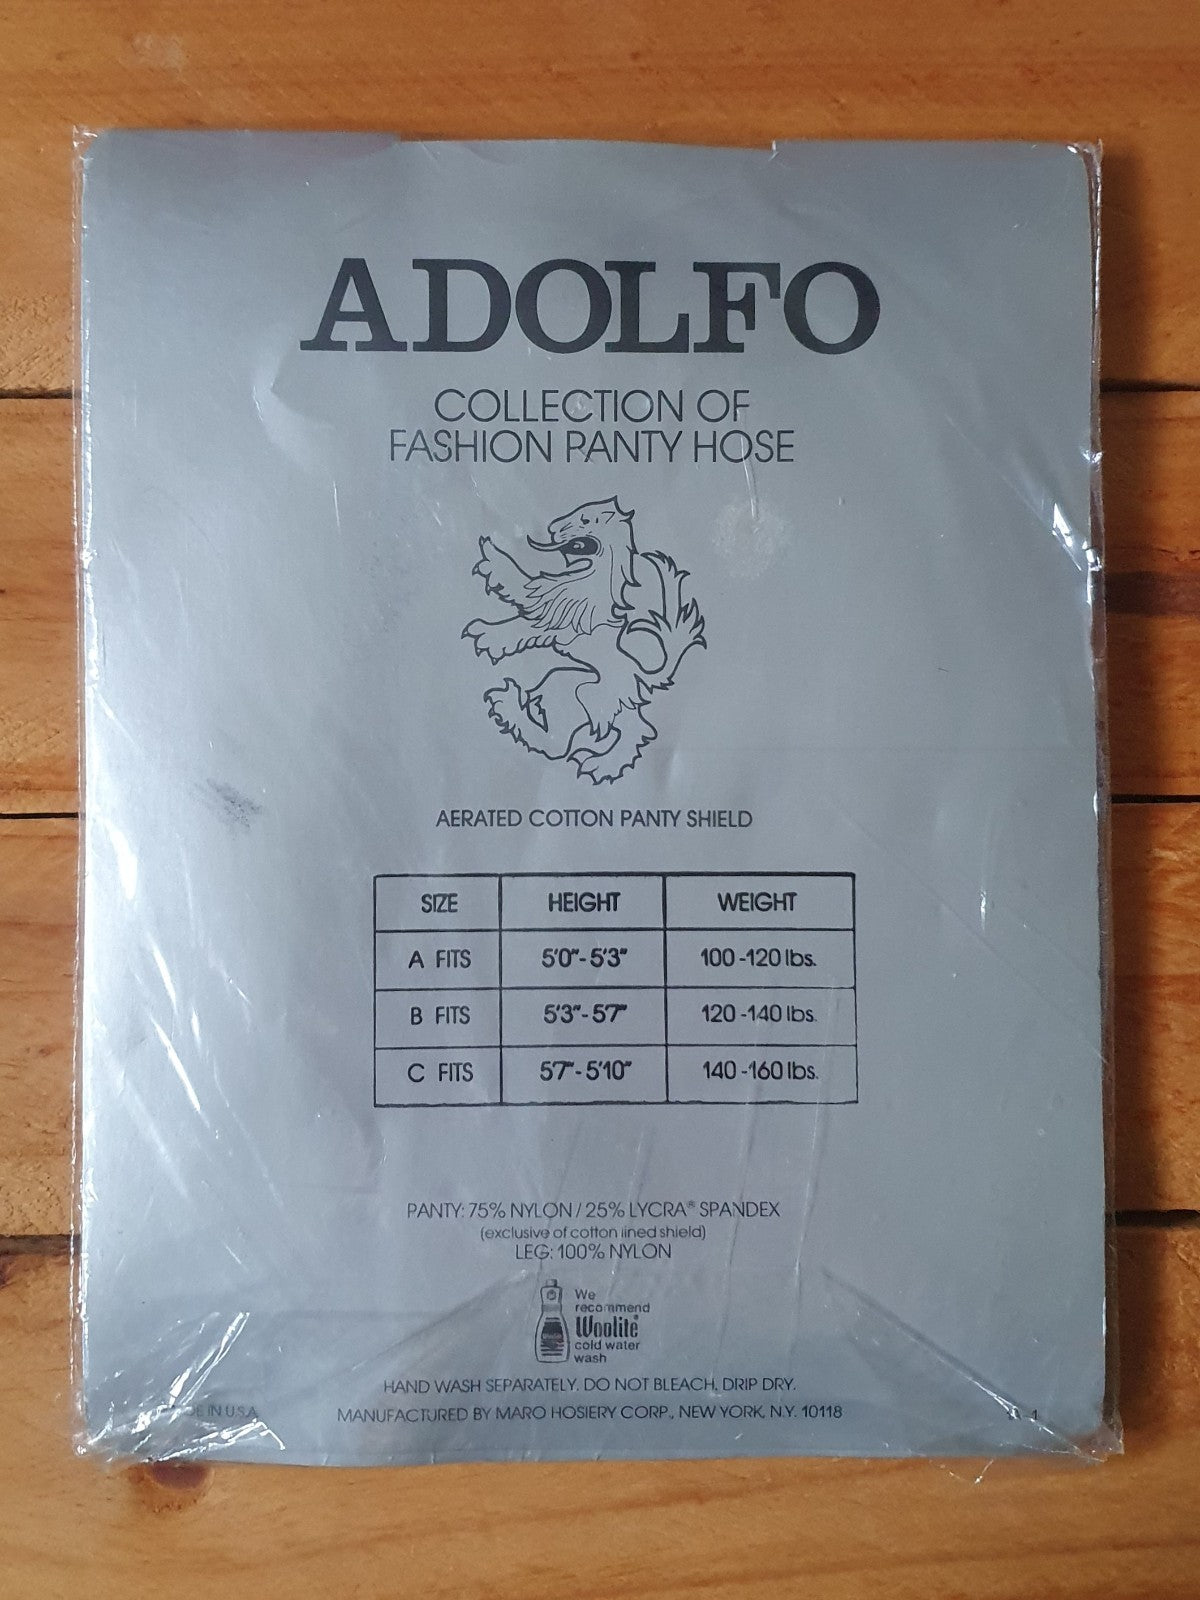 ADOLFO
COLLECTION OF
FASHION PANTY HOSE
AERATED COTTON PANTY SHIELD
SIZE HEIGHT WEIGHT
A FITS 5'0"-5'3" 100-120 lbs.
B FITS 5'3"-5'7" 120-140 lbs.
C FITS 5'7"-5'10" 140-160 lbs.
PANTY: 75% NYLON / 25% LYCRA® SPANDEX
(exclusive of cotton lined shield)
LEG: 100% NYLON
We
recommend
Woolite®
cold water
wash
HAND WASH SEPARATELY. DO NOT BLEACH. DRIP DRY.
IN U.S.A.
MANUFACTURED BY MARO HOSIERY CORP., NEW YORK, N.Y. 10118